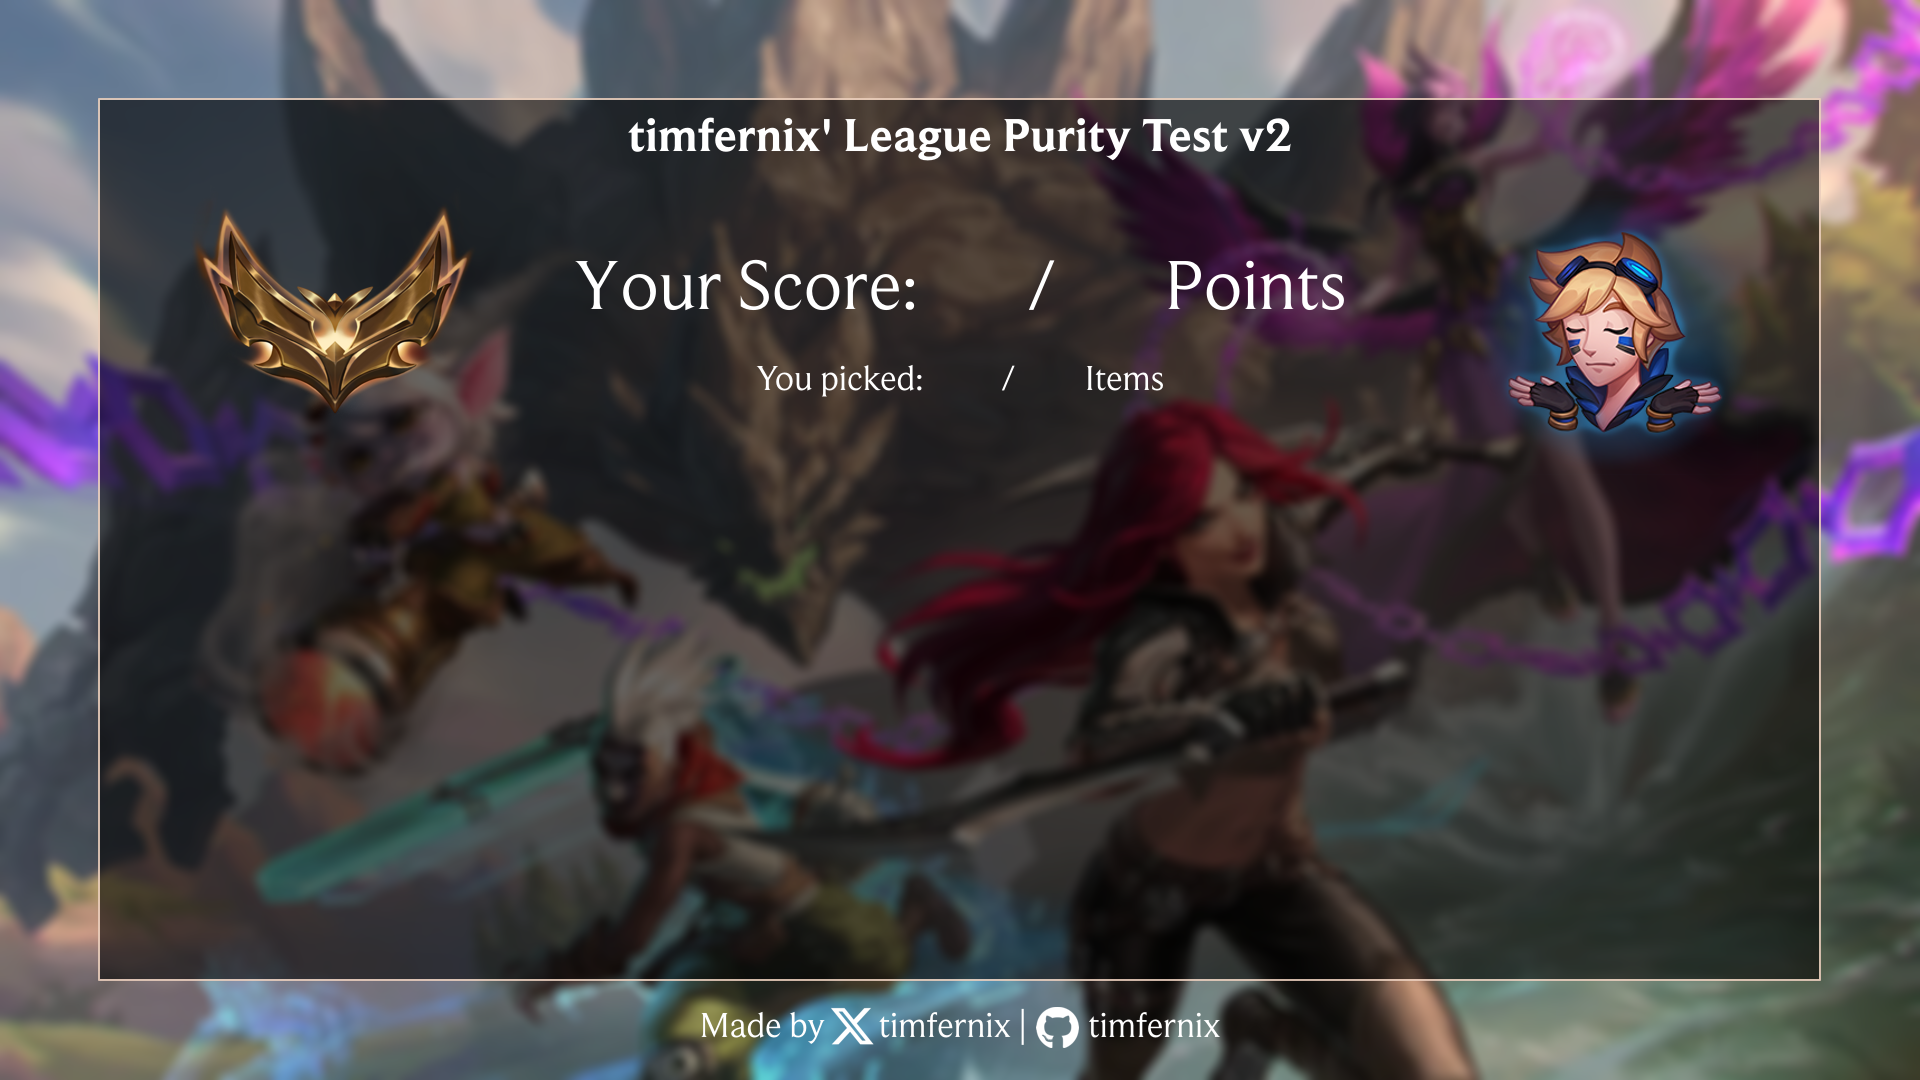 timfernix' League Purity Test v2
Your Score: / Points
You picked: / Items
Made by timfernix | timfernix